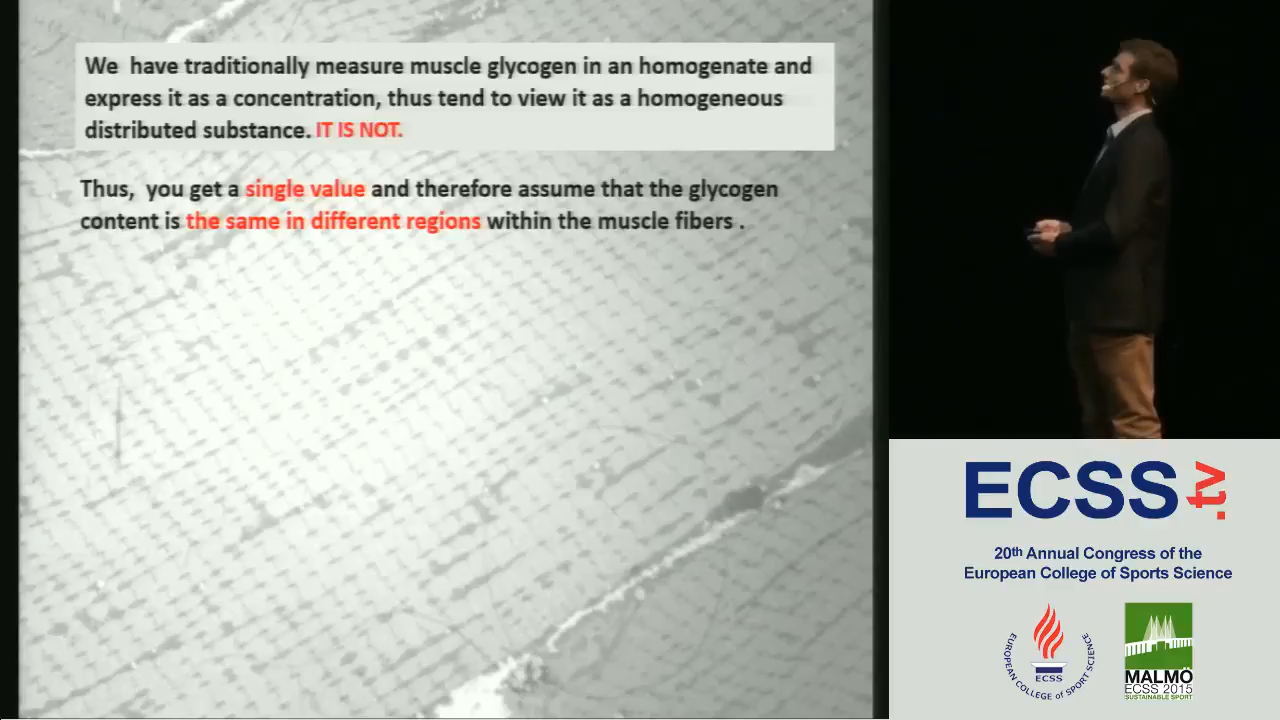 We have traditionally measure muscle glycogen in an homogenate and
express it as a concentration, thus tend to view it as a homogeneous
distributed substance. IT IS NOT.
Thus, you get a single value and therefore assume that the glycogen
content is the same in different regions within the muscle fibers .
ECSS.tv
20th Annual Congress of the
European College of Sports Science
EUROPEAN COLLEGE OF SPORT SCIENCE
ECSS
MALMÖ
ECSS 2015
SUSTAINABLE SPORT